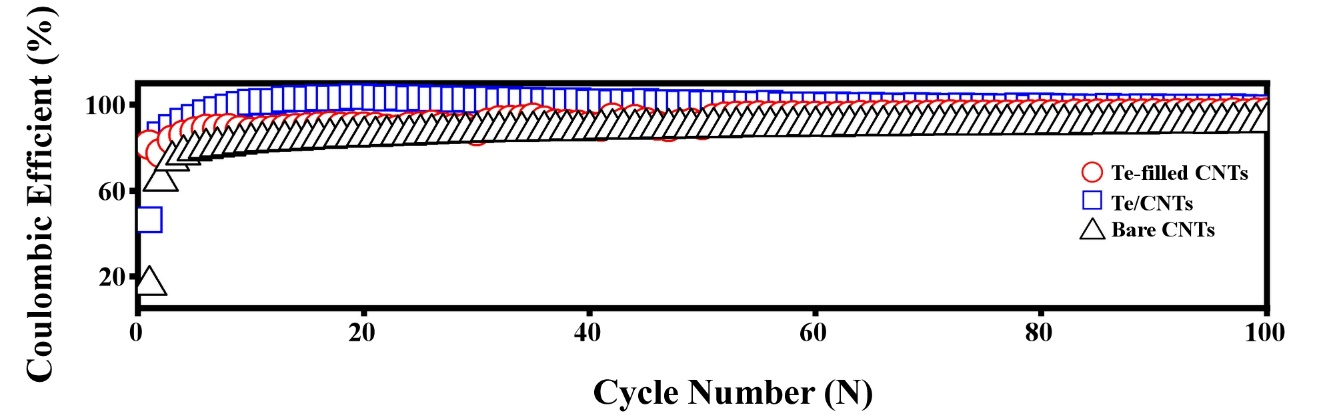 Coulombic Efficient (%)
100
60
20
Te-filled CNTs
Te/CNTs
Bare CNTs
0 20 40 60 80 100
Cycle Number (N)